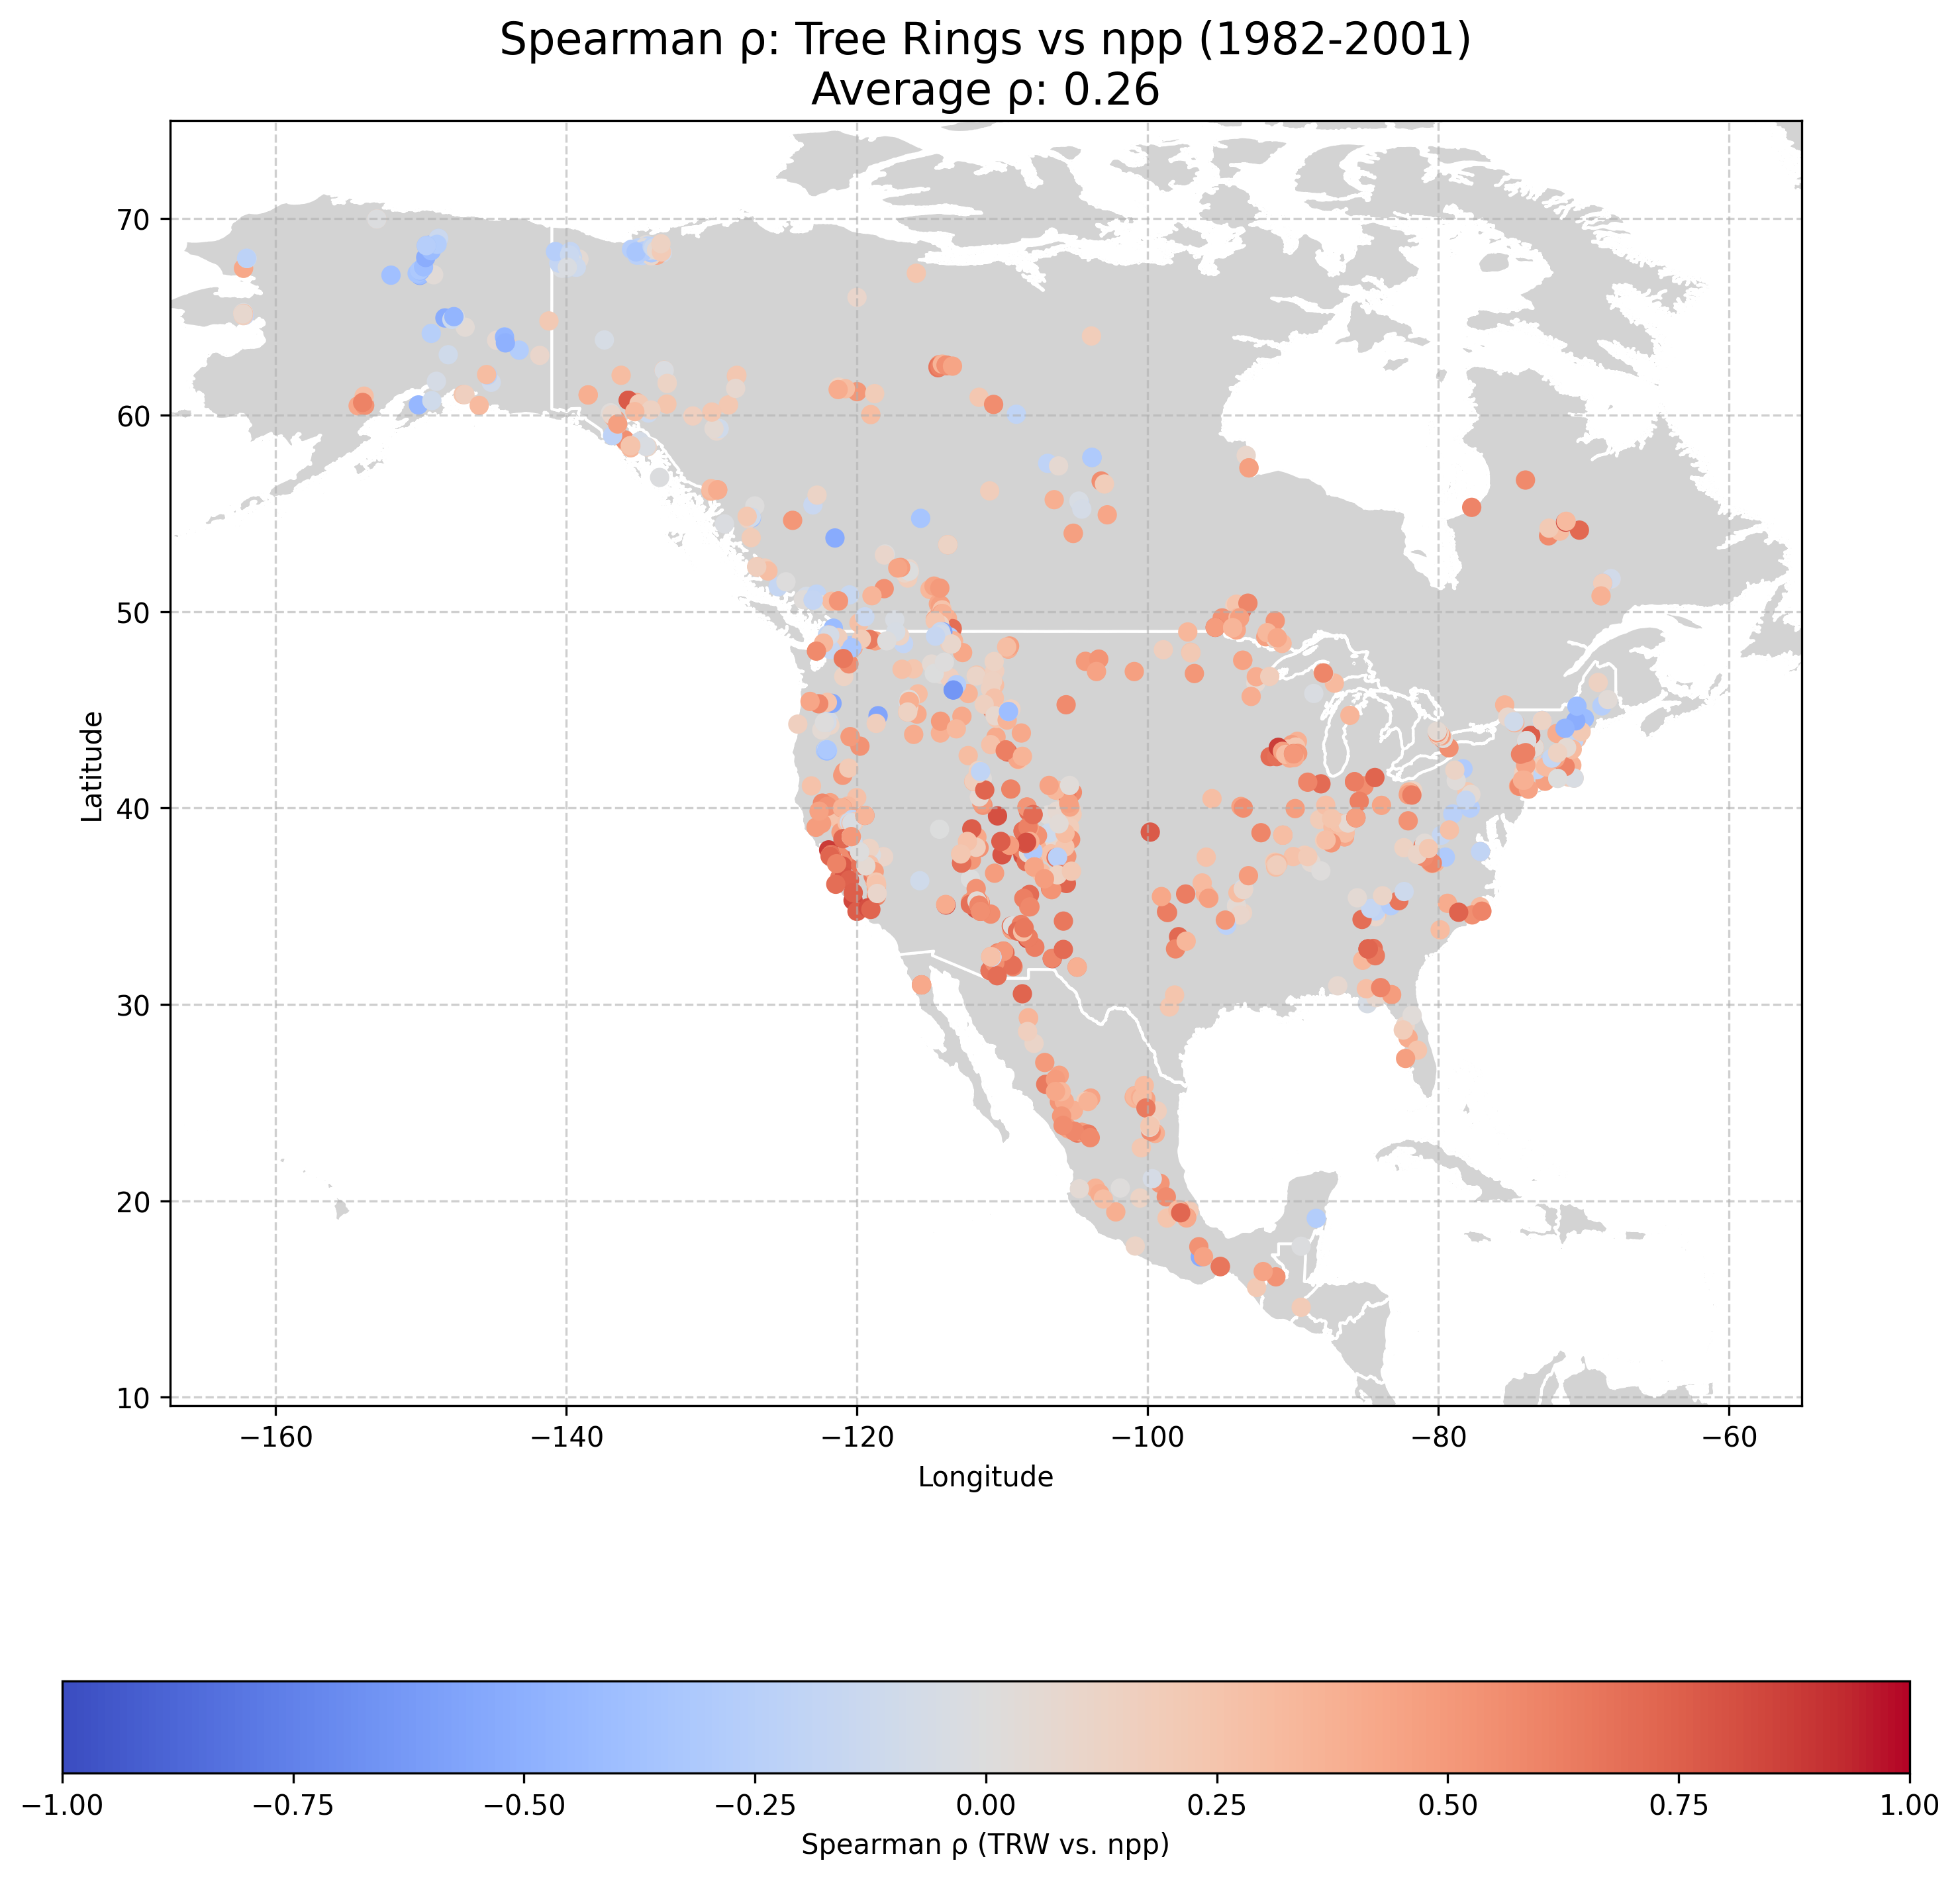 Spearman ρ: Tree Rings vs npp (1982-2001)
Average ρ: 0.26
70
60
50
40
30
20
10
Latitude
−160 −140 −120 −100 −80 −60
Longitude
−1.00 −0.75 −0.50 −0.25 0.00 0.25 0.50 0.75 1.00
Spearman ρ (TRW vs. npp)